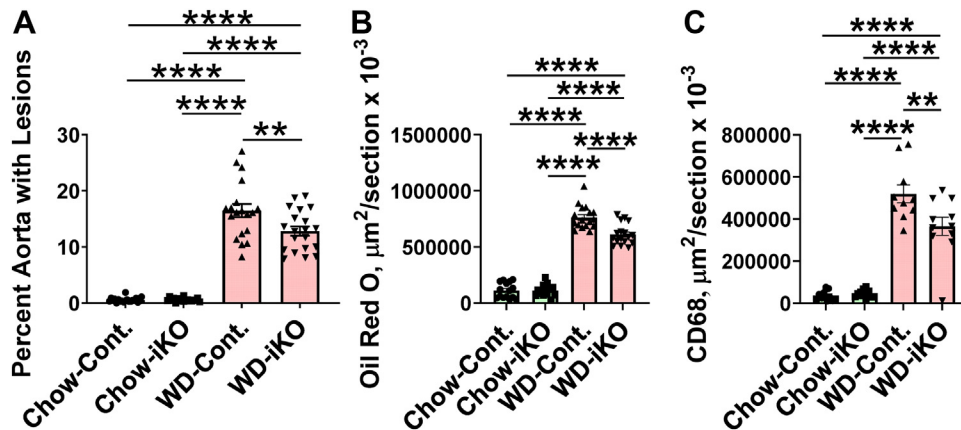 A
****
****
****
****
**
Percent Aorta with Lesions
30
20
10
0
Chow-Cont.
Chow-iKO
WD-Cont.
WD-iKO
B
****
****
****
****
****
Oil Red O, μm²/section x 10⁻³
1500000
1000000
500000
0
Chow-Cont.
Chow-iKO
WD-Cont.
WD-iKO
C
****
****
****
**
****
CD68, μm²/section x 10⁻³
800000
600000
400000
200000
0
Chow-Cont.
Chow-iKO
WD-Cont.
WD-iKO